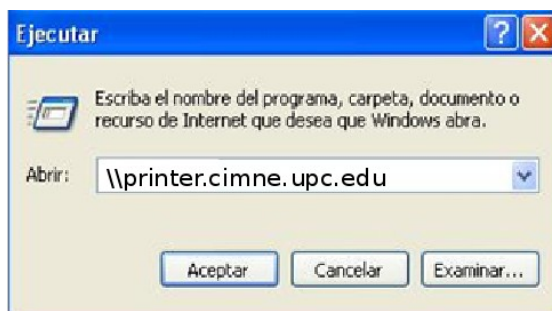 Ejecutar
Escriba el nombre del programa, carpeta, documento o
recurso de Internet que desea que Windows abra.
Abrir: \\printer.cimne.upc.edu
Aceptar Cancelar Examinar...